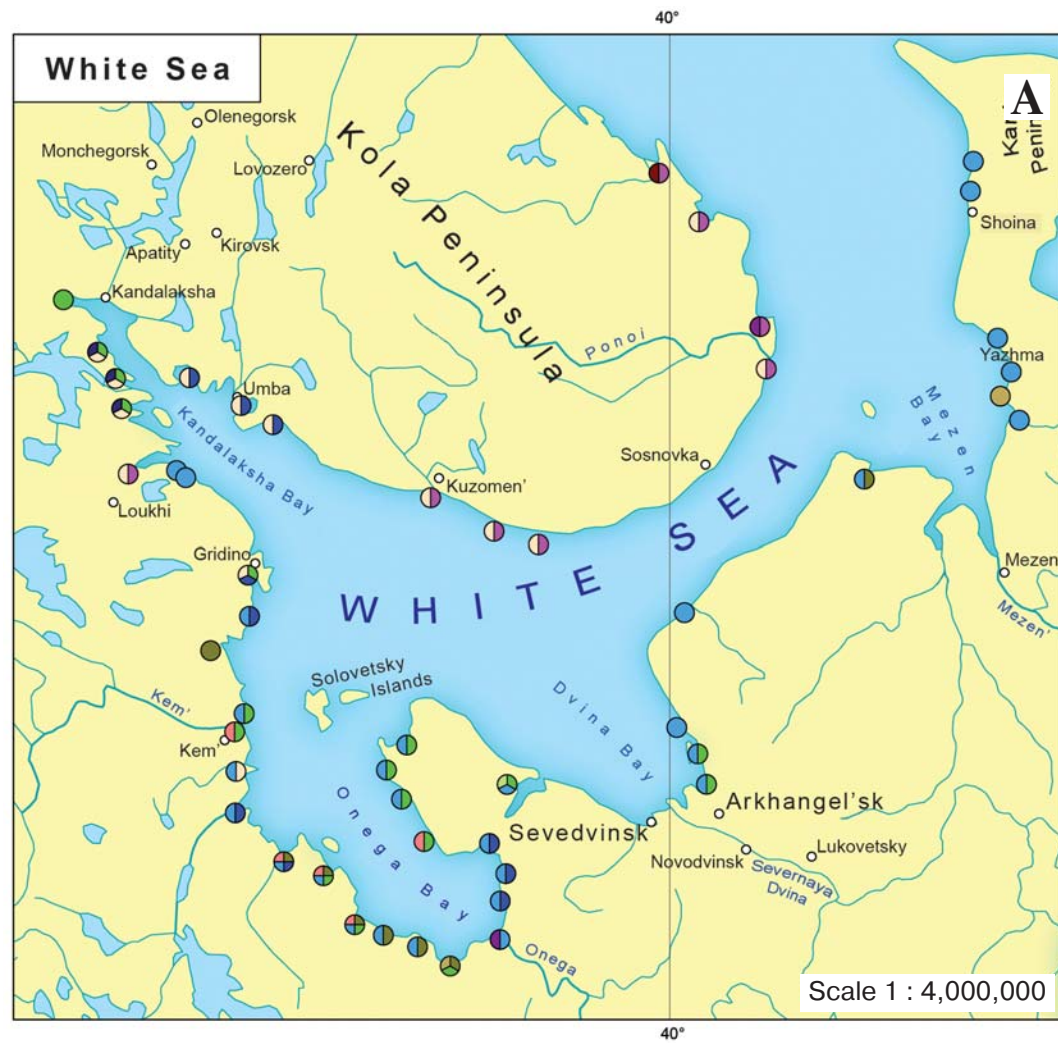 40°
White Sea
A
Kan
Penin
Olenegorsk
Monchegorsk
Lovozero
Kola Peninsula
Shoina
Apatity
Kirovsk
Kandalaksha
Ponoi
Yazhma
Umba
Mezen
Bay
Kandalaksha Bay
Sosnovka
Kuzomen’
Loukhi
WHITE SEA
Gridino
Mezen
Mezen’
Solovetsky
Islands
Kem’
Kem’
Dvina Bay
Onega Bay
Arkhangel’sk
Sevedvinsk
Novodvinsk
Lukovetsky
Severnaya
Dvina
Onega
Scale 1 : 4,000,000
40°